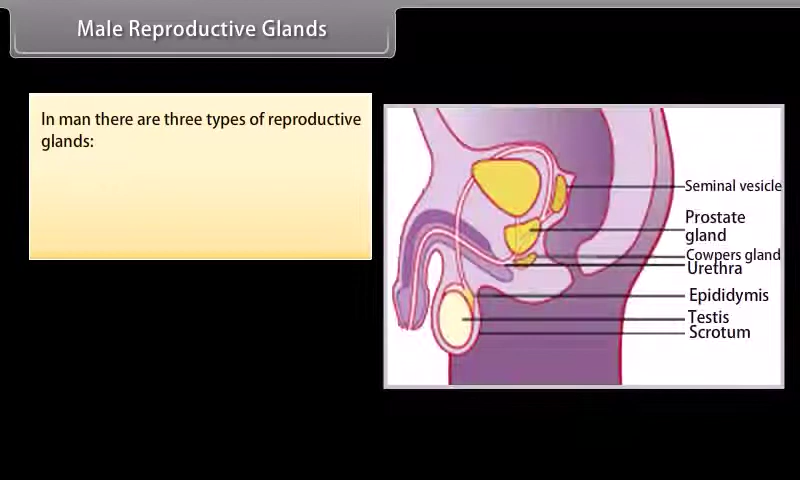 Male Reproductive Glands
In man there are three types of reproductive
glands:
Seminal vesicle
Prostate
gland
Cowpers gland
Urethra
Epididymis
Testis
Scrotum